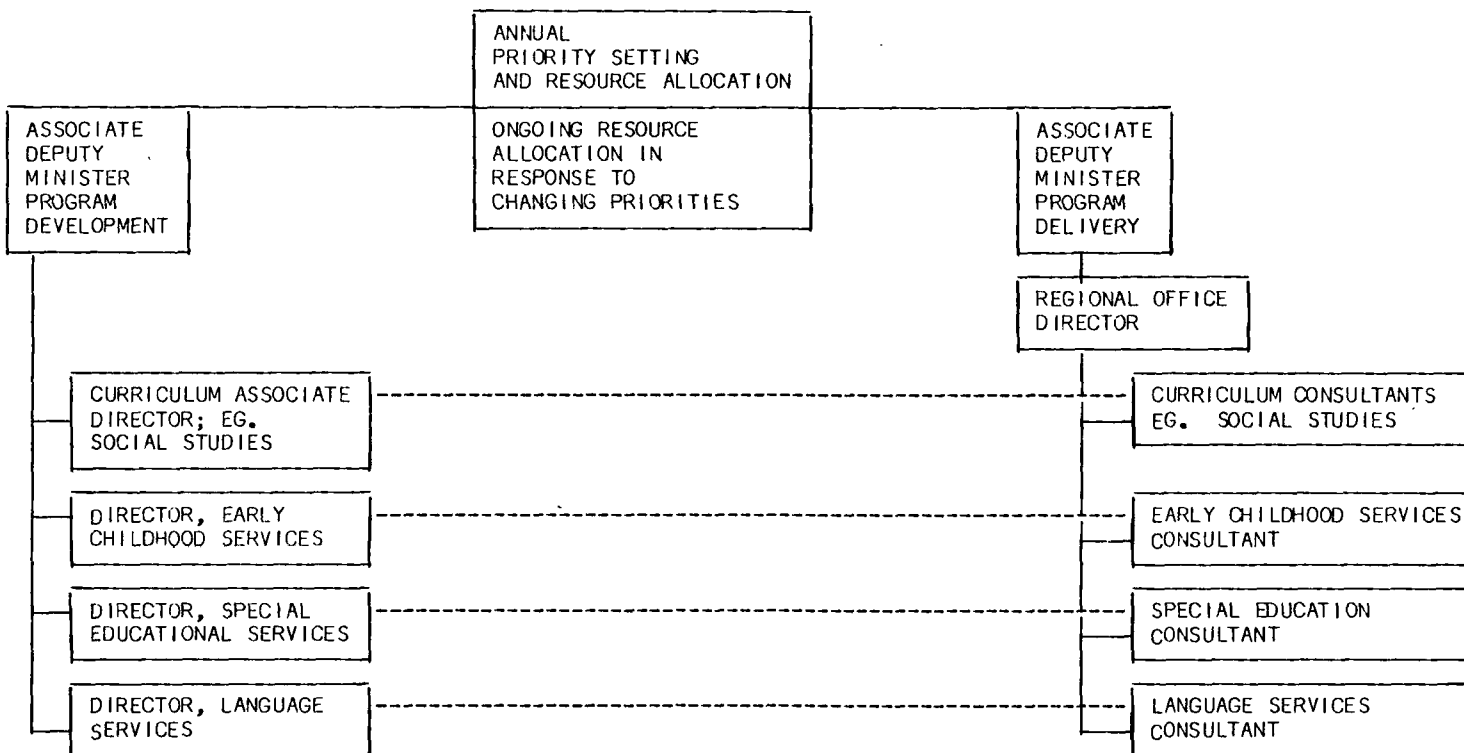 ANNUAL
PRIORITY SETTING
AND RESOURCE ALLOCATION
ASSOCIATE
DEPUTY
MINISTER
PROGRAM
DEVELOPMENT
ONGOING RESOURCE
ALLOCATION IN
RESPONSE TO
CHANGING PRIORITIES
ASSOCIATE
DEPUTY
MINISTER
PROGRAM
DELIVERY
REGIONAL OFFICE
DIRECTOR
CURRICULUM ASSOCIATE
DIRECTOR; EG.
SOCIAL STUDIES
CURRICULUM CONSULTANTS
EG. SOCIAL STUDIES
DIRECTOR, EARLY
CHILDHOOD SERVICES
EARLY CHILDHOOD SERVICES
CONSULTANT
DIRECTOR, SPECIAL
EDUCATIONAL SERVICES
SPECIAL EDUCATION
CONSULTANT
DIRECTOR, LANGUAGE
SERVICES
LANGUAGE SERVICES
CONSULTANT